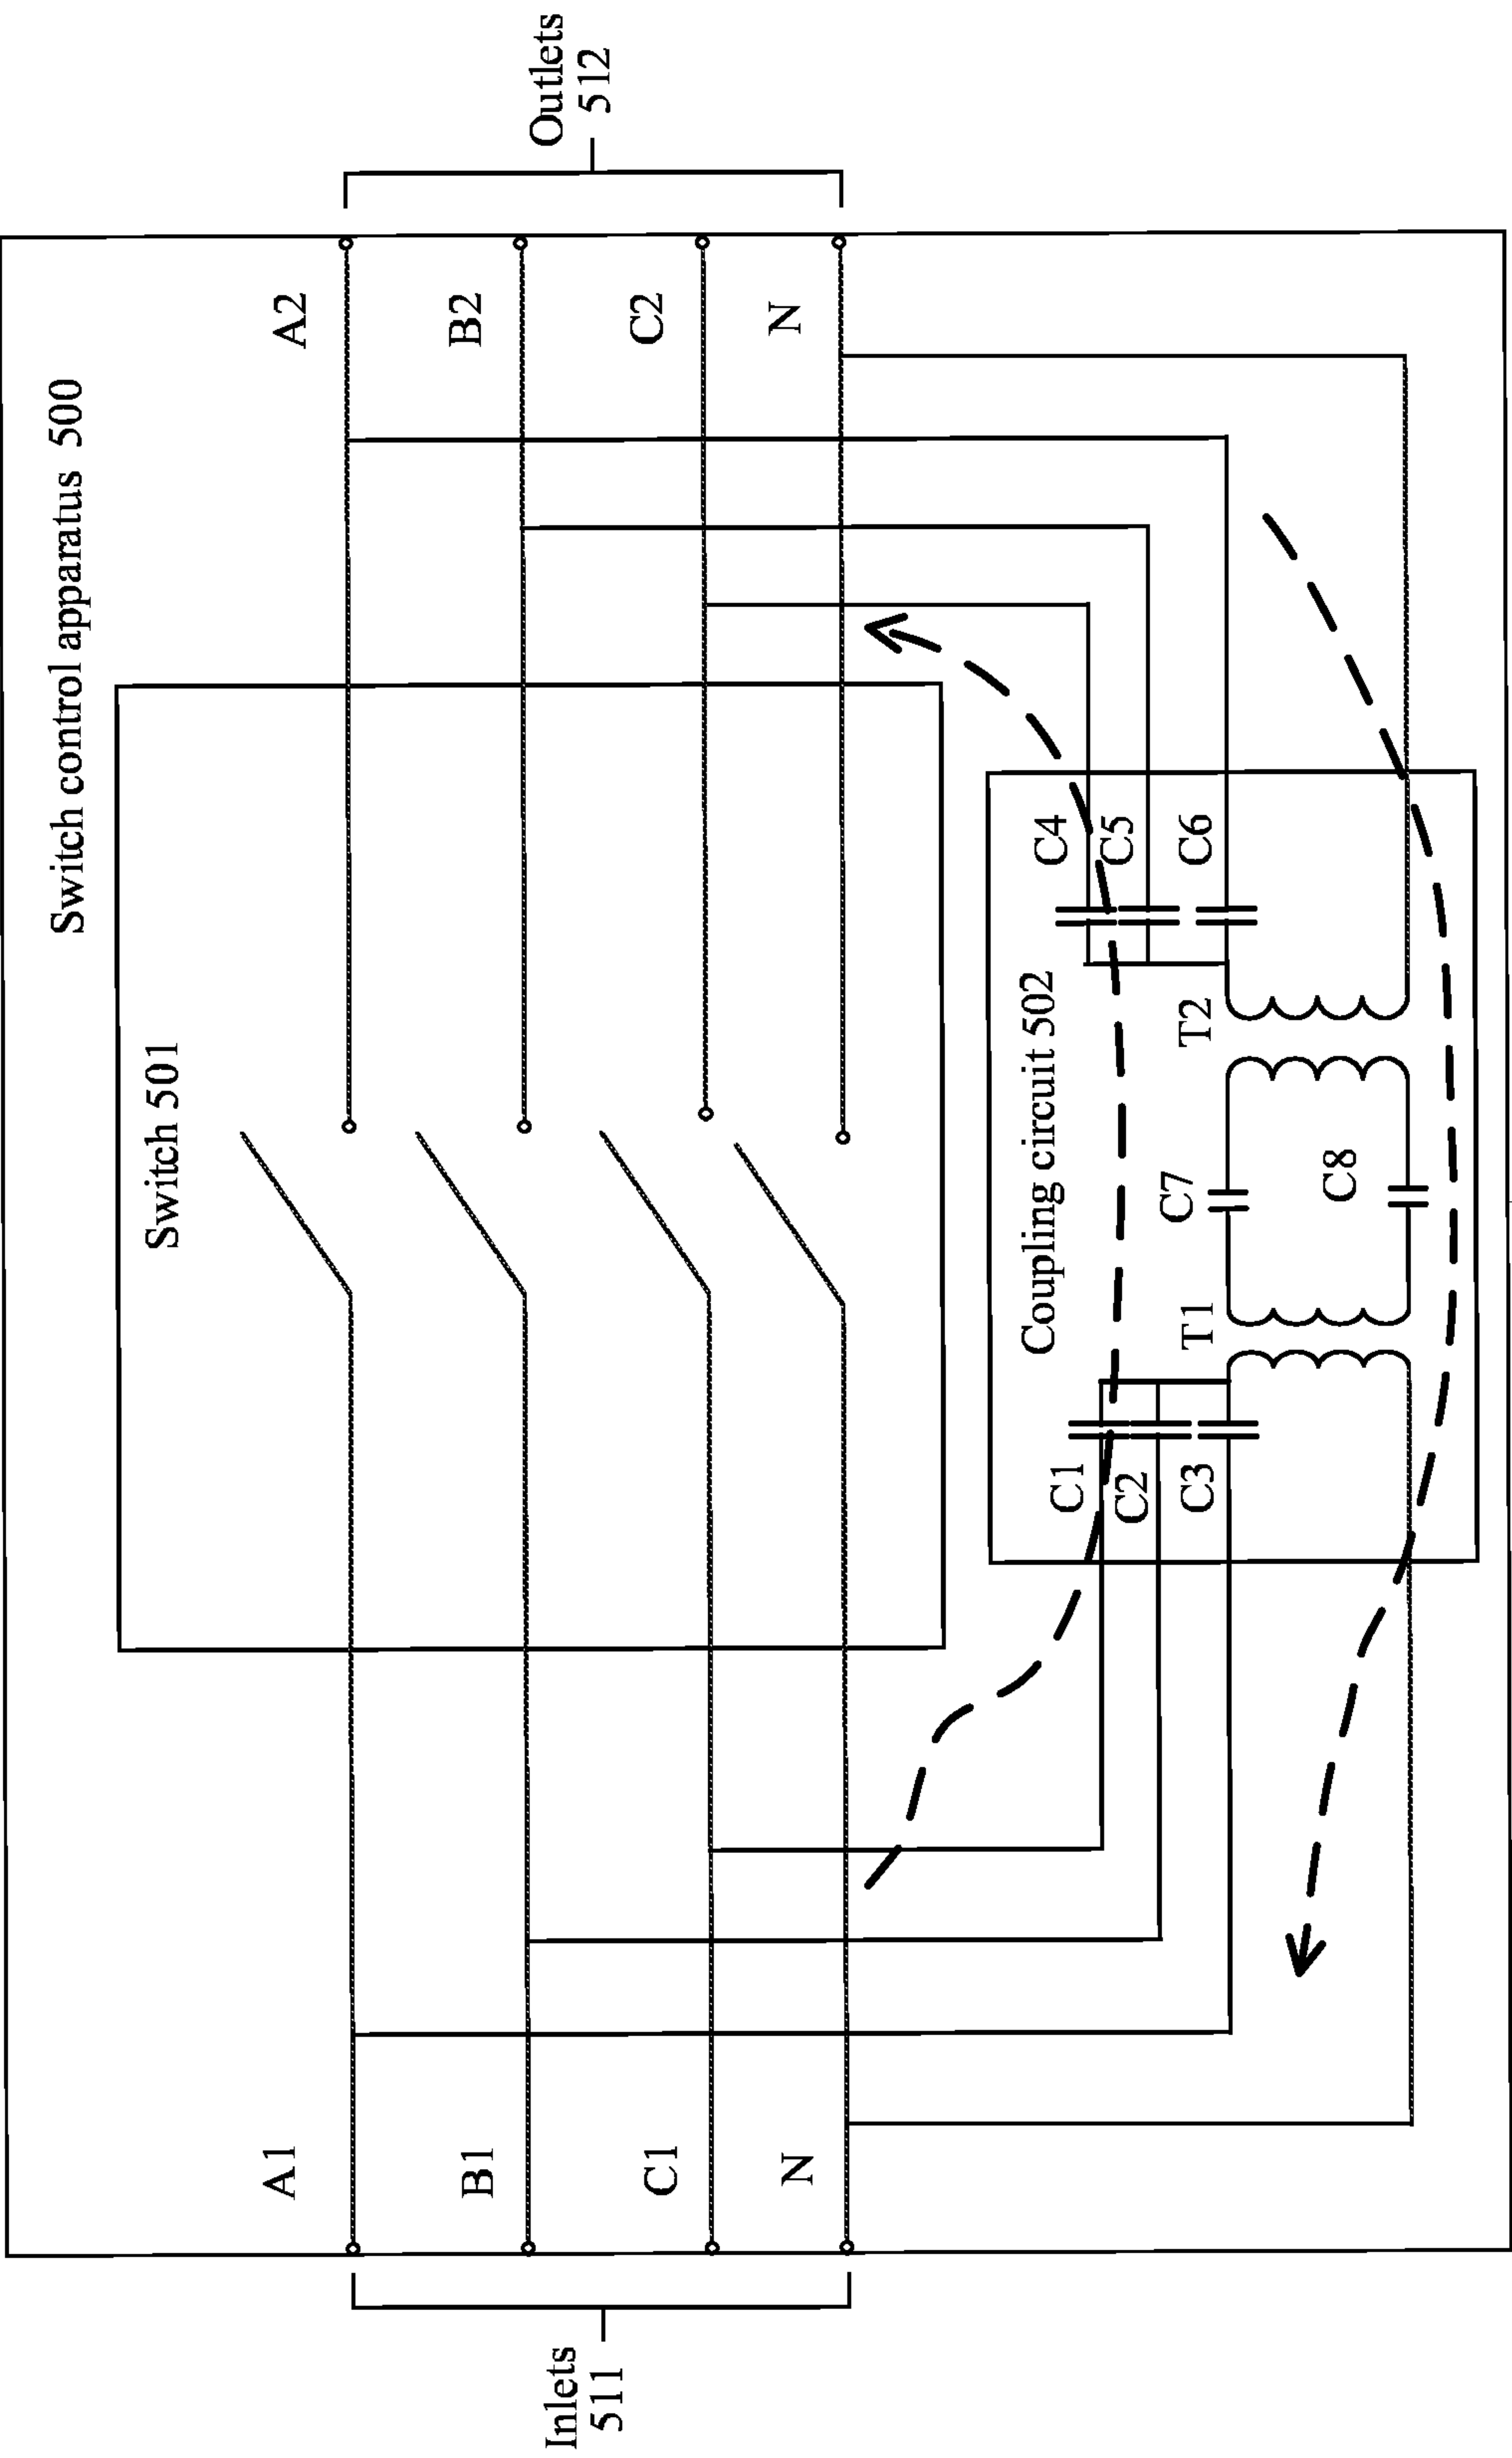 Switch control apparatus 500
Switch 501
A1
A2
B1
B2
C1
C2
N
N
Inlets
511
Outlets
512
Coupling circuit 502
C1
C2
C3
C4
C5
C6
T1
T2
C7
C8